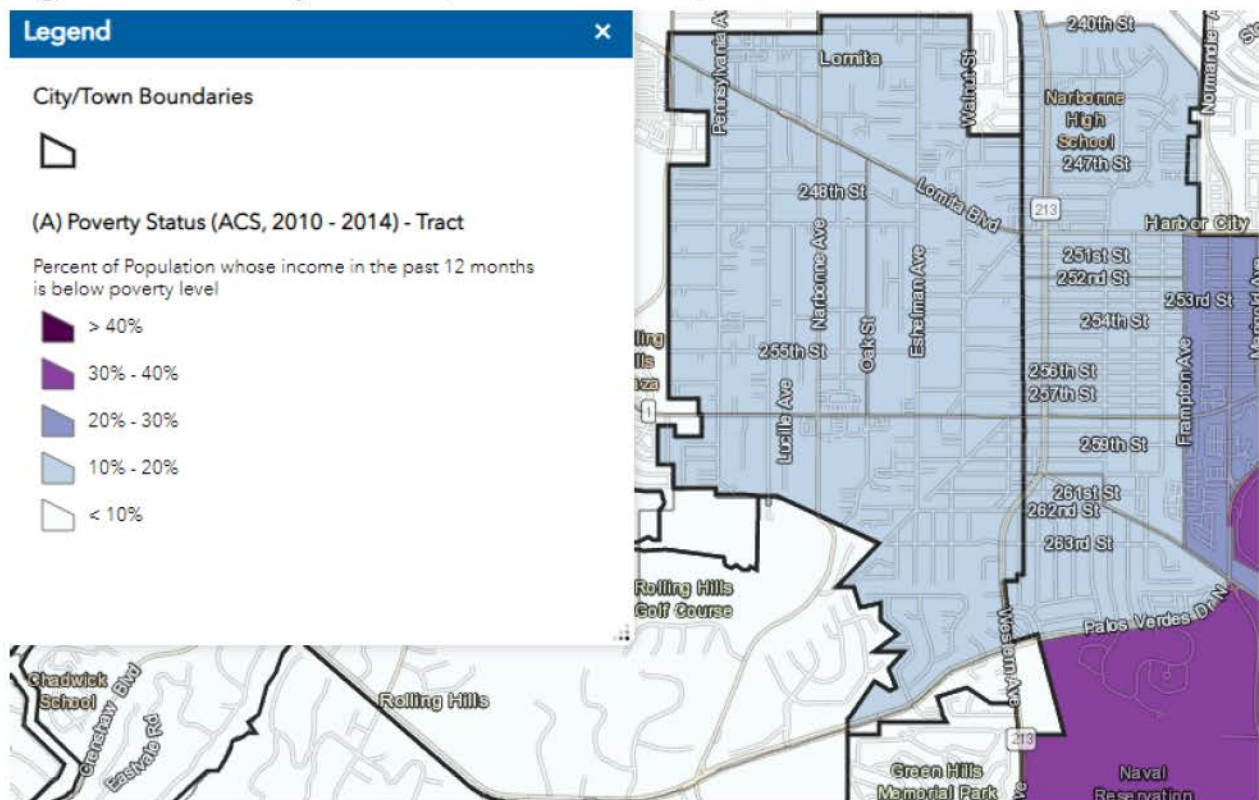 Legend
×
City/Town Boundaries
(A) Poverty Status (ACS, 2010 - 2014) - Tract
Percent of Population whose income in the past 12 months
is below poverty level
> 40%
30% - 40%
20% - 30%
10% - 20%
< 10%
240th St
Lomita
Pennsylvania Av
Walnut St
Narbonne
High
School
247th St
248th St
Lomita Blvd
213
Harbor City
251st St
252nd St
253rd St
254th St
Narbonne Ave
Eshelman Ave
Oak St
255th St
256th St
257th St
Frampton Ave
1
Lucille Ave
259th St
261st St
262nd St
263rd St
Rolling Hills
Golf Course
Palos Verdes Dr N
Western Ave
Chadwick
School
Crenshaw Blvd
Eastvale Rd
Rolling Hills
213
Green Hills
Memorial Park
Naval
Reservation